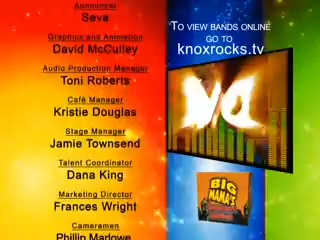 Announcer
Seva
Graphics and Animation
David McCulley
Audio Production Manager
Toni Roberts
Café Manager
Kristie Douglas
Stage Manager
Jamie Townsend
Talent Coordinator
Dana King
Marketing Director
Frances Wright
Cameramen
Phillip Marlowe
TO VIEW BANDS ONLINE
GO TO
knoxrocks.tv
BIG
MAMA'S